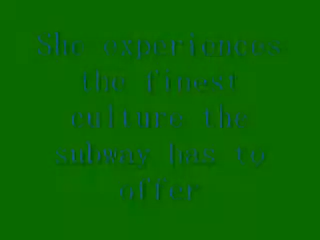 She experiences
the finest
culture the
subway has to
offer